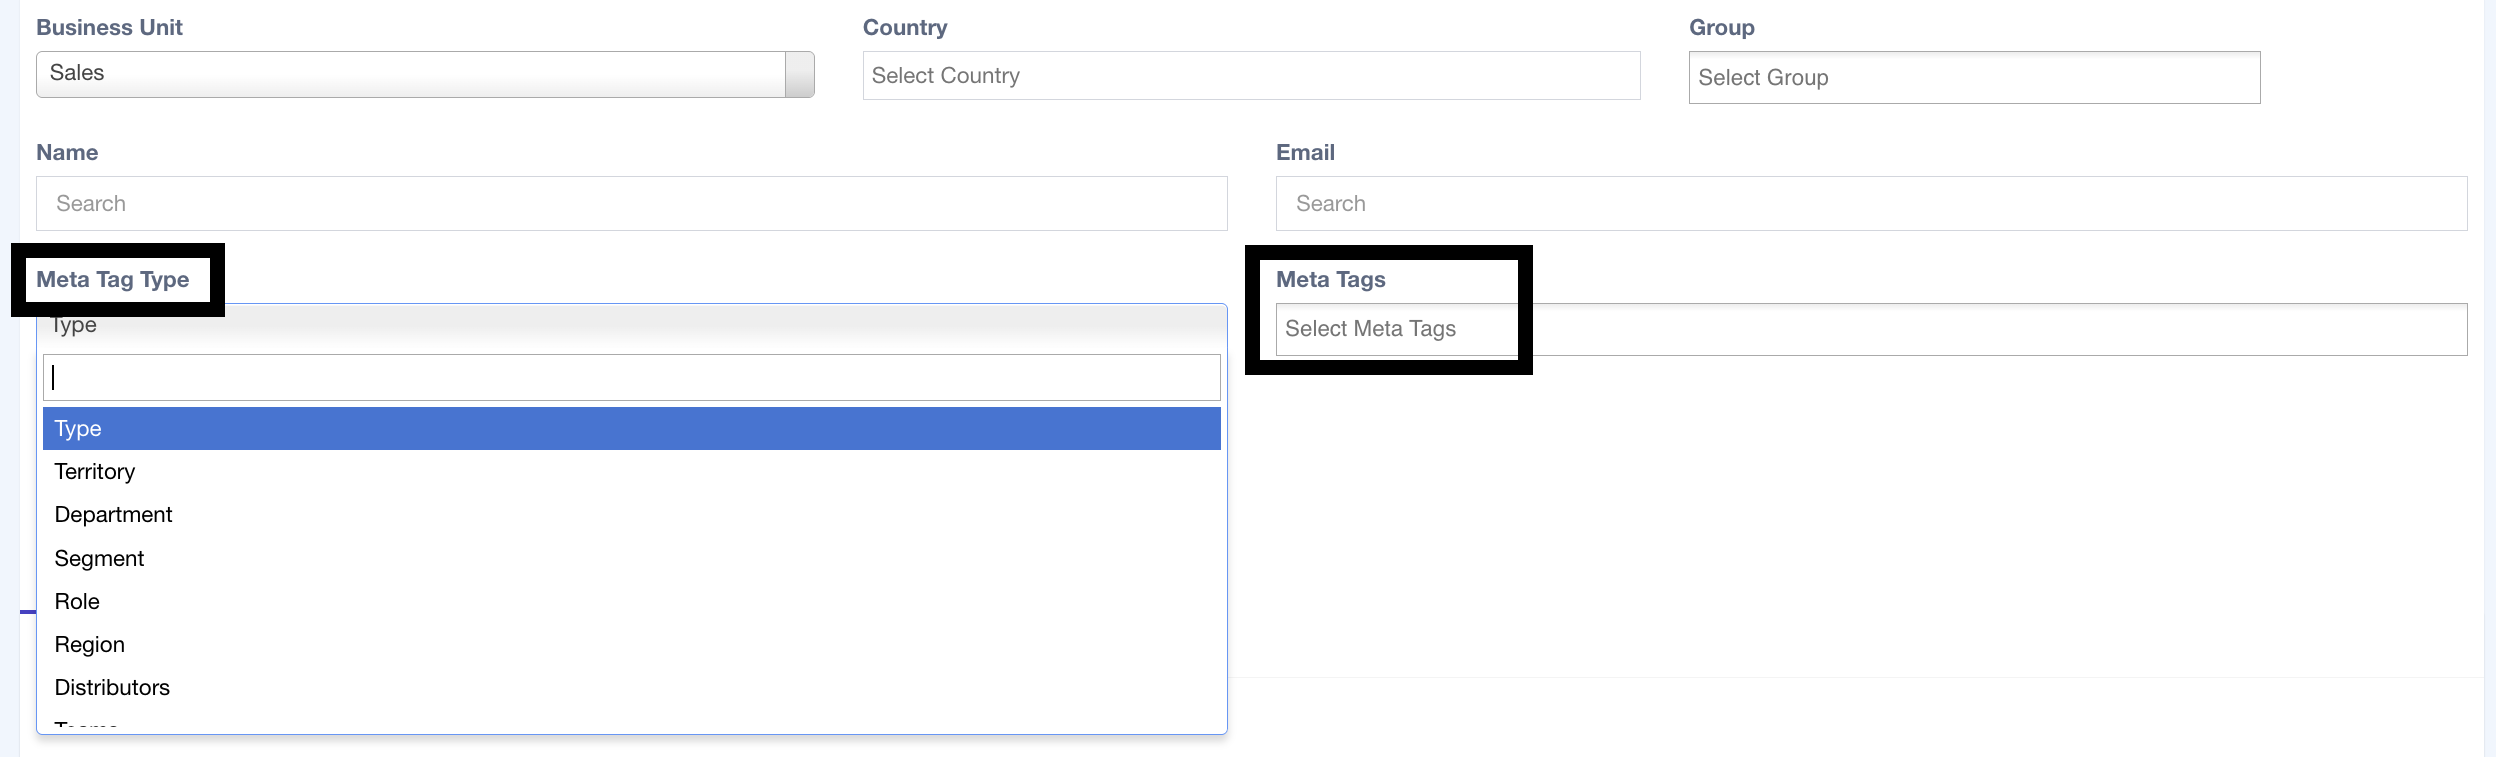 Business Unit
Country
Group
Sales
Select Country
Select Group
Name
Email
Search
Search
Meta Tag Type
Meta Tags
Type
Select Meta Tags
Type
Territory
Department
Segment
Role
Region
Distributors